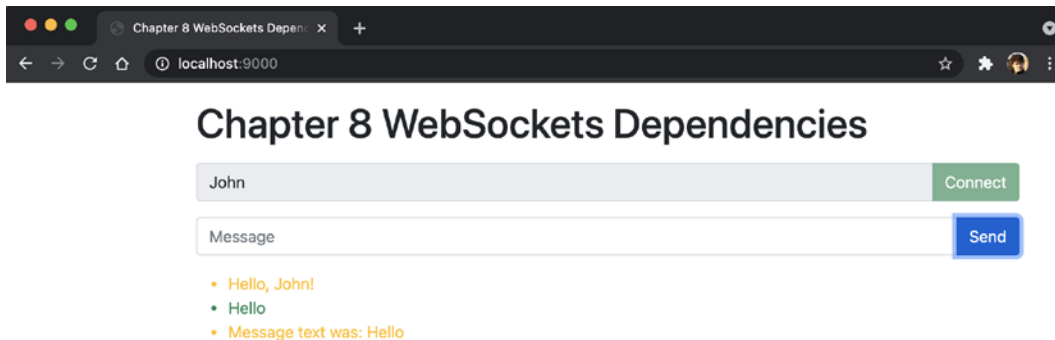 Chapter 8 WebSockets Depen
localhost:9000
Chapter 8 WebSockets Dependencies
John Connect
Message Send
Hello, John!
Hello
Message text was: Hello